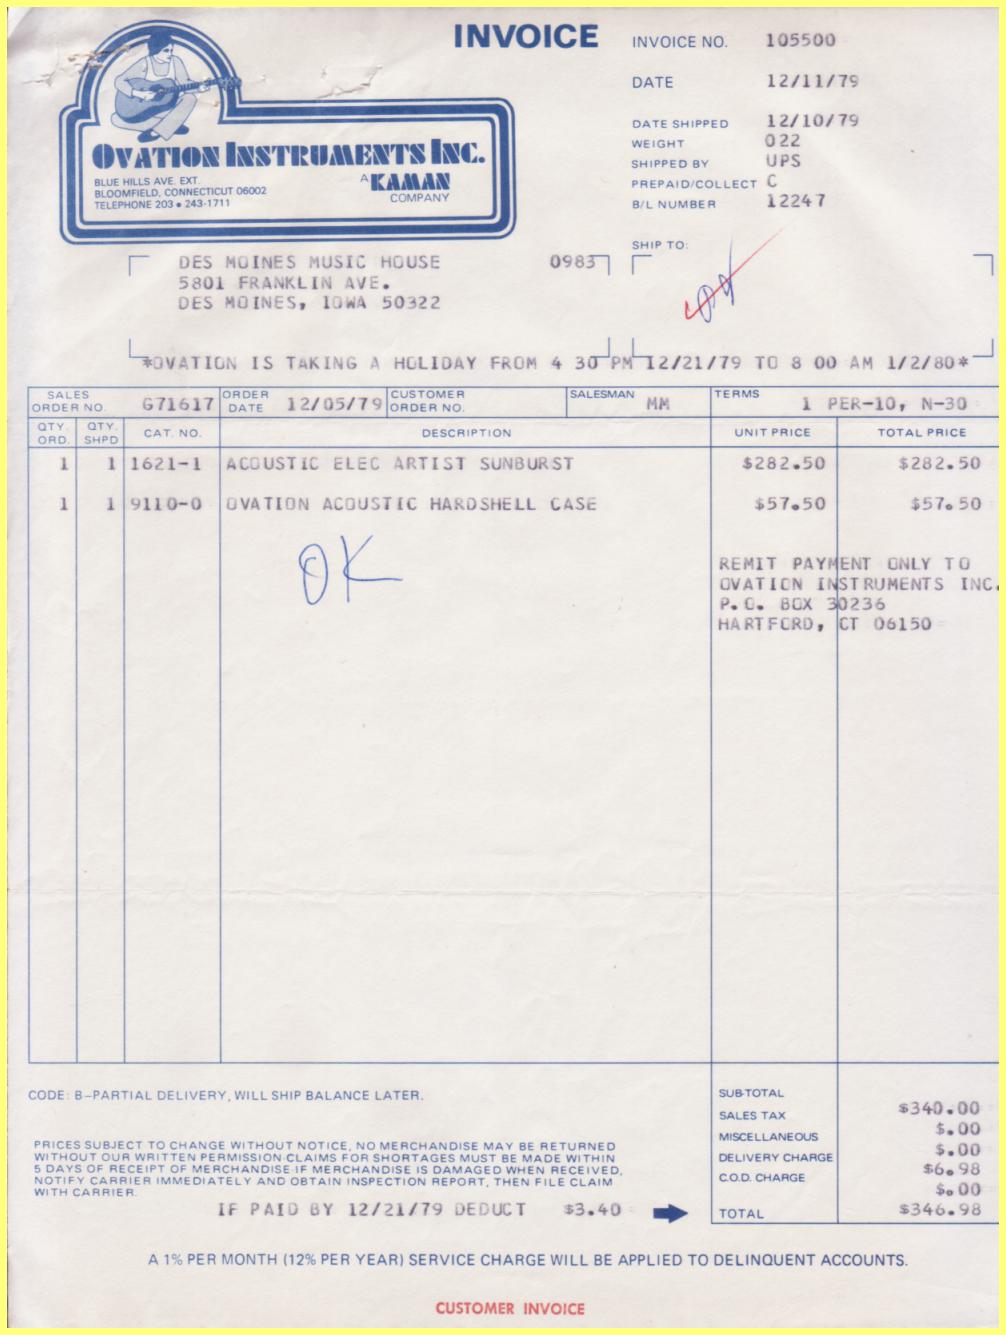 INVOICE
INVOICE NO. 105500
DATE 12/11/79
DATE SHIPPED 12/10/79
WEIGHT 022
SHIPPED BY UPS
PREPAID/COLLECT C
B/L NUMBER 12247
OVATION INSTRUMENTS INC.
BLUE HILLS AVE. EXT.
BLOOMFIELD, CONNECTICUT 06002
TELEPHONE 203 • 243-1711
A KAMAN
COMPANY
SHIP TO:
DES MOINES MUSIC HOUSE 0983
5801 FRANKLIN AVE.
DES MOINES, IOWA 50322
*OVATION IS TAKING A HOLIDAY FROM 4 30 PM 12/21/79 TO 8 00 AM 1/2/80*
SALES ORDER NO. G71617 ORDER DATE 12/05/79 CUSTOMER ORDER NO. SALESMAN MM TERMS 1 PER-10, N-30
QTY. ORD. QTY. SHPD CAT. NO. DESCRIPTION UNIT PRICE TOTAL PRICE
1 1 1621-1 ACOUSTIC ELEC ARTIST SUNBURST $282.50 $282.50
1 1 9110-0 OVATION ACOUSTIC HARDSHELL CASE $57.50 $57.50
OK
REMIT PAYMENT ONLY TO
OVATION INSTRUMENTS INC.
P.O. BOX 30236
HARTFORD, CT 06150
CODE: B-PARTIAL DELIVERY, WILL SHIP BALANCE LATER.
SUB-TOTAL $340.00
SALES TAX $.00
MISCELLANEOUS $.00
DELIVERY CHARGE $6.98
C.O.D. CHARGE $.00
TOTAL $346.98
PRICES SUBJECT TO CHANGE WITHOUT NOTICE, NO MERCHANDISE MAY BE RETURNED
WITHOUT OUR WRITTEN PERMISSION-CLAIMS FOR SHORTAGES MUST BE MADE WITHIN
5 DAYS OF RECEIPT OF MERCHANDISE-IF MERCHANDISE IS DAMAGED WHEN RECEIVED,
NOTIFY CARRIER IMMEDIATELY AND OBTAIN INSPECTION REPORT, THEN FILE CLAIM
WITH CARRIER.
IF PAID BY 12/21/79 DEDUCT $3.40
A 1% PER MONTH (12% PER YEAR) SERVICE CHARGE WILL BE APPLIED TO DELINQUENT ACCOUNTS.
CUSTOMER INVOICE